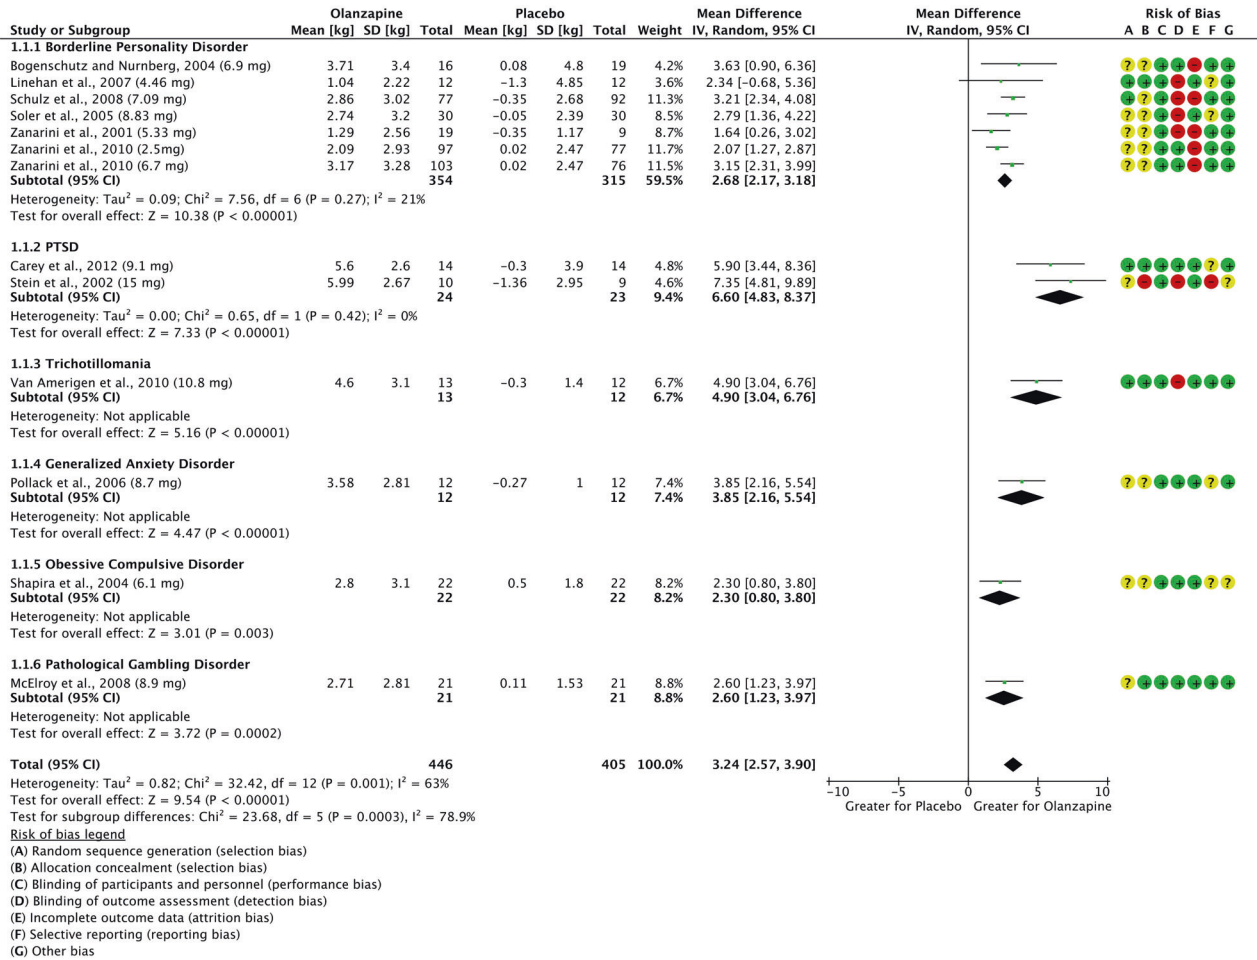 Olanzapine Placebo Mean Difference Mean Difference Risk of Bias
Study or Subgroup Mean [kg] SD [kg] Total Mean [kg] SD [kg] Total Weight IV, Random, 95% CI IV, Random, 95% CI A B C D E F G
1.1.1 Borderline Personality Disorder
Bogenschutz and Nurnberg, 2004 (6.9 mg) 3.71 3.4 16 0.08 4.8 19 4.2% 3.63 [0.90, 6.36] ? ? + + - + +
Linehan et al., 2007 (4.46 mg) 1.04 2.22 12 -1.3 4.85 12 3.6% 2.34 [-0.68, 5.36] + + + - + ? +
Schulz et al., 2008 (7.09 mg) 2.86 3.02 77 -0.35 2.68 92 11.3% 3.21 [2.34, 4.08] + ? + - - + +
Soler et al., 2005 (8.83 mg) 2.74 3.2 30 -0.05 2.39 30 8.5% 2.79 [1.36, 4.22] ? ? + - + ? +
Zanarini et al., 2001 (5.33 mg) 1.29 2.56 19 -0.35 1.17 9 8.7% 1.64 [0.26, 3.02] ? ? + - - + +
Zanarini et al., 2010 (2.5mg) 2.09 2.93 97 0.02 2.47 77 11.7% 2.07 [1.27, 2.87] ? ? + + - + +
Zanarini et al., 2010 (6.7 mg) 3.17 3.28 103 0.02 2.47 76 11.5% 3.15 [2.31, 3.99] ? ? + + - + +
Subtotal (95% CI) 354 315 59.5% 2.68 [2.17, 3.18]
Heterogeneity: Tau² = 0.09; Chi² = 7.56, df = 6 (P = 0.27); I² = 21%
Test for overall effect: Z = 10.38 (P < 0.00001)
1.1.2 PTSD
Carey et al., 2012 (9.1 mg) 5.6 2.6 14 -0.3 3.9 14 4.8% 5.90 [3.44, 8.36] + + + + + ? +
Stein et al., 2002 (15 mg) 5.99 2.67 10 -1.36 2.95 9 4.6% 7.35 [4.81, 9.89] ? - + - + - ?
Subtotal (95% CI) 24 23 9.4% 6.60 [4.83, 8.37]
Heterogeneity: Tau² = 0.00; Chi² = 0.65, df = 1 (P = 0.42); I² = 0%
Test for overall effect: Z = 7.33 (P < 0.00001)
1.1.3 Trichotillomania
Van Amerigen et al., 2010 (10.8 mg) 4.6 3.1 13 -0.3 1.4 12 6.7% 4.90 [3.04, 6.76] + + + - + + +
Subtotal (95% CI) 13 12 6.7% 4.90 [3.04, 6.76]
Heterogeneity: Not applicable
Test for overall effect: Z = 5.16 (P < 0.00001)
1.1.4 Generalized Anxiety Disorder
Pollack et al., 2006 (8.7 mg) 3.58 2.81 12 -0.27 1 12 7.4% 3.85 [2.16, 5.54] ? ? + + + ? +
Subtotal (95% CI) 12 12 7.4% 3.85 [2.16, 5.54]
Heterogeneity: Not applicable
Test for overall effect: Z = 4.47 (P < 0.00001)
1.1.5 Obessive Compulsive Disorder
Shapira et al., 2004 (6.1 mg) 2.8 3.1 22 0.5 1.8 22 8.2% 2.30 [0.80, 3.80] ? ? + + + ? ?
Subtotal (95% CI) 22 22 8.2% 2.30 [0.80, 3.80]
Heterogeneity: Not applicable
Test for overall effect: Z = 3.01 (P = 0.003)
1.1.6 Pathological Gambling Disorder
McElroy et al., 2008 (8.9 mg) 2.71 2.81 21 0.11 1.53 21 8.8% 2.60 [1.23, 3.97] ? + + + + + +
Subtotal (95% CI) 21 21 8.8% 2.60 [1.23, 3.97]
Heterogeneity: Not applicable
Test for overall effect: Z = 3.72 (P = 0.0002)
Total (95% CI) 446 405 100.0% 3.24 [2.57, 3.90]
Heterogeneity: Tau² = 0.82; Chi² = 32.42, df = 12 (P = 0.001); I² = 63%
Test for overall effect: Z = 9.54 (P < 0.00001)
Test for subgroup differences: Chi² = 23.68, df = 5 (P = 0.0003), I² = 78.9%
-10 -5 0 5 10
Greater for Placebo Greater for Olanzapine
Risk of bias legend
(A) Random sequence generation (selection bias)
(B) Allocation concealment (selection bias)
(C) Blinding of participants and personnel (performance bias)
(D) Blinding of outcome assessment (detection bias)
(E) Incomplete outcome data (attrition bias)
(F) Selective reporting (reporting bias)
(G) Other bias